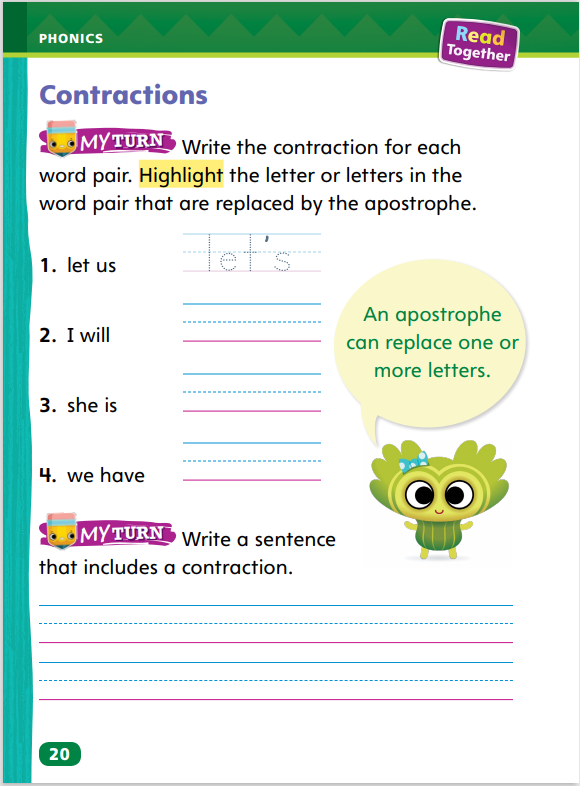 PHONICS
Read
Together
Contractions
MY TURN Write the contraction for each
word pair. Highlight the letter or letters in the
word pair that are replaced by the apostrophe.
1. let us let's
2. I will
3. she is
4. we have
An apostrophe
can replace one or
more letters.
MY TURN Write a sentence
that includes a contraction.
20